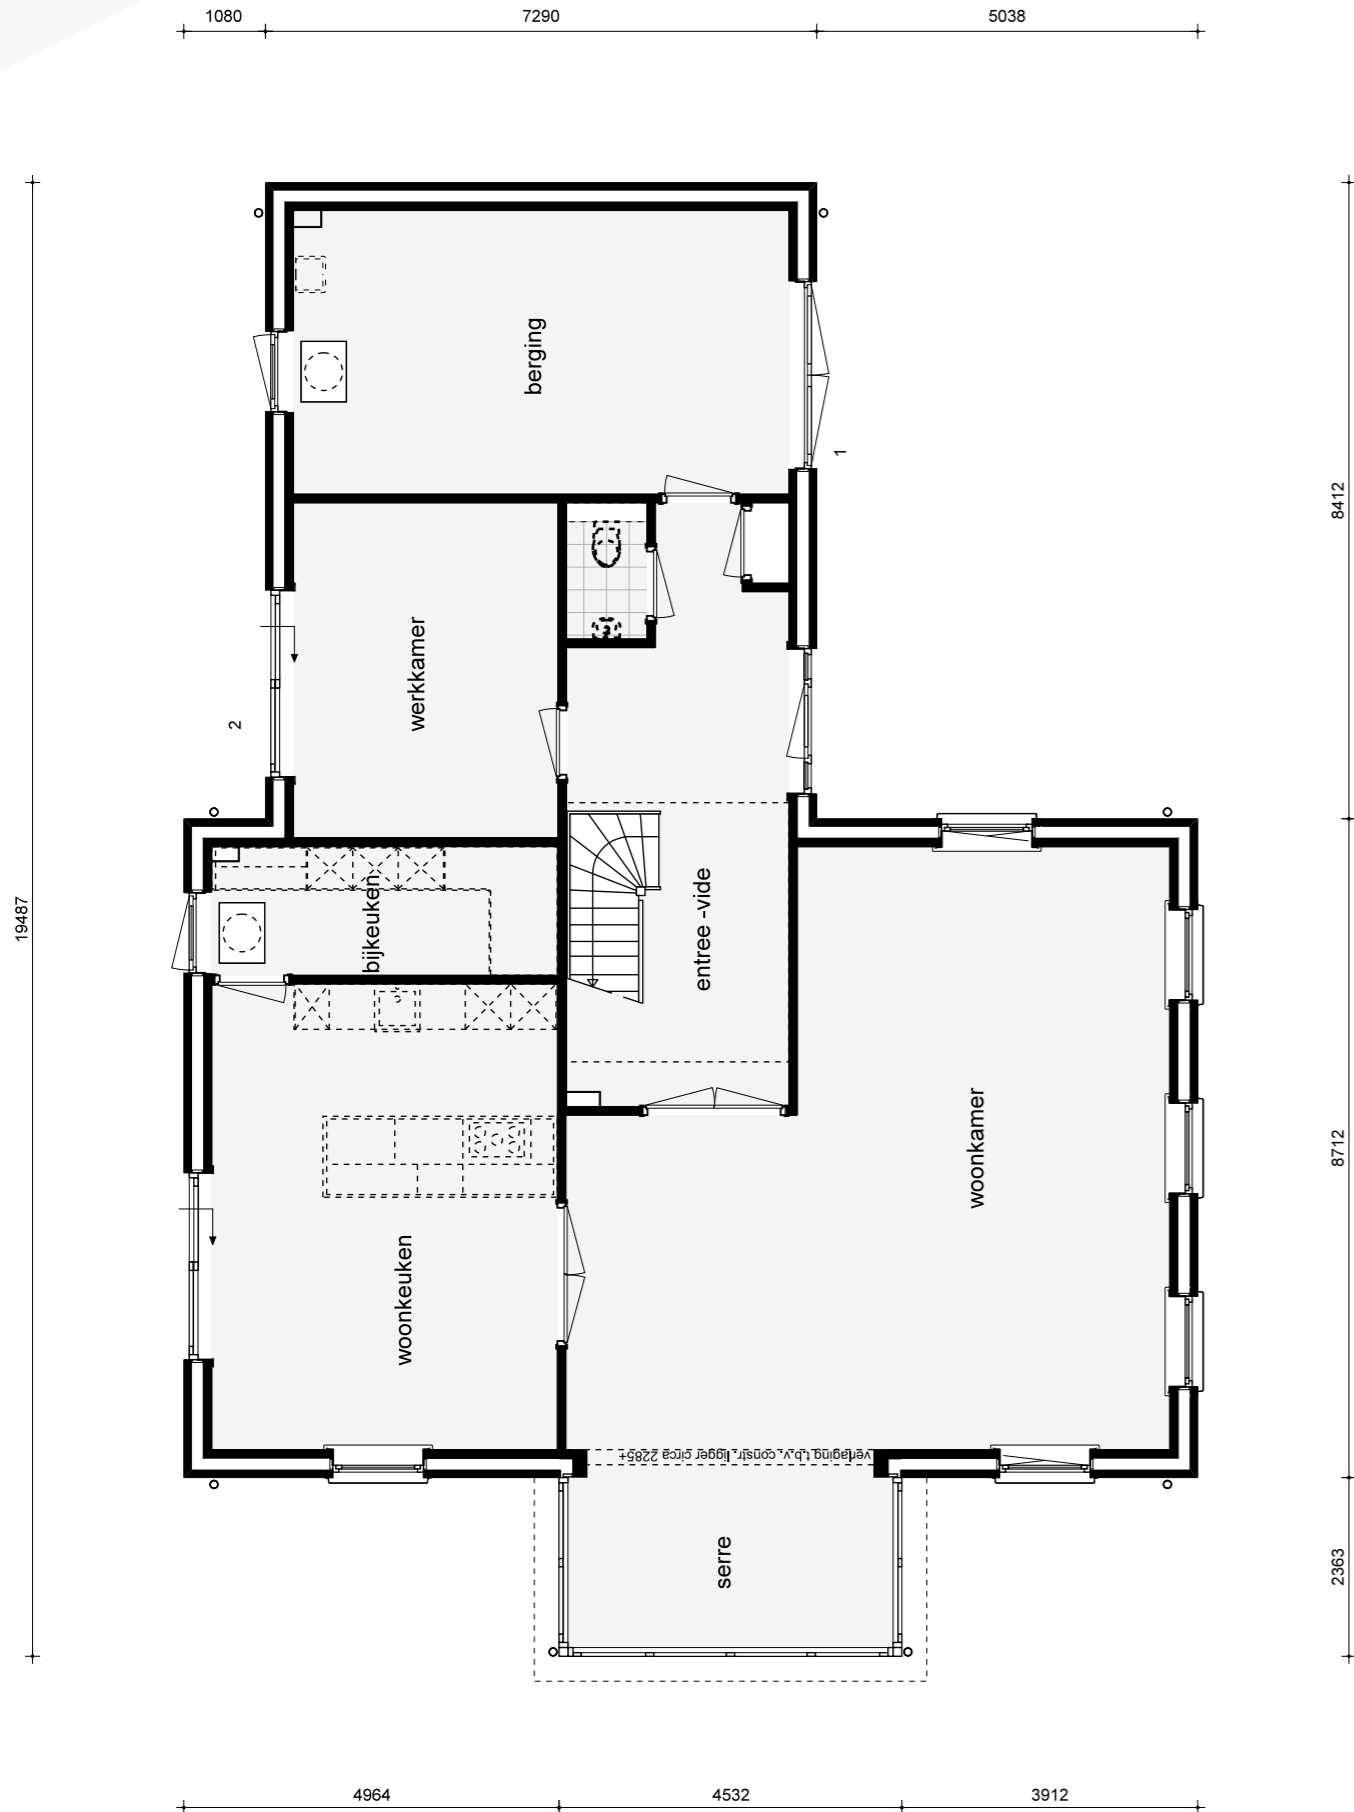 1080
7290
5038
berging
1
8412
werkkamer
2
bijkeuken
entree -vide
19487
woonkamer
8712
woonkeuken
verlaging t.b.v. constr. ligger circa 2285+
serre
2363
4964
4532
3912